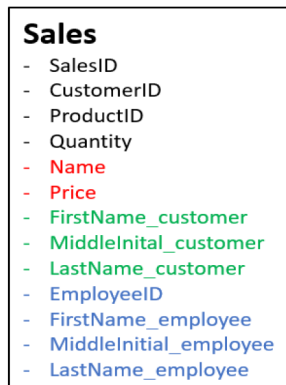 Sales
- SalesID
- CustomerID
- ProductID
- Quantity
- Name
- Price
- FirstName_customer
- MiddleInital_customer
- LastName_customer
- EmployeeID
- FirstName_employee
- MiddleInitial_employee
- LastName_employee